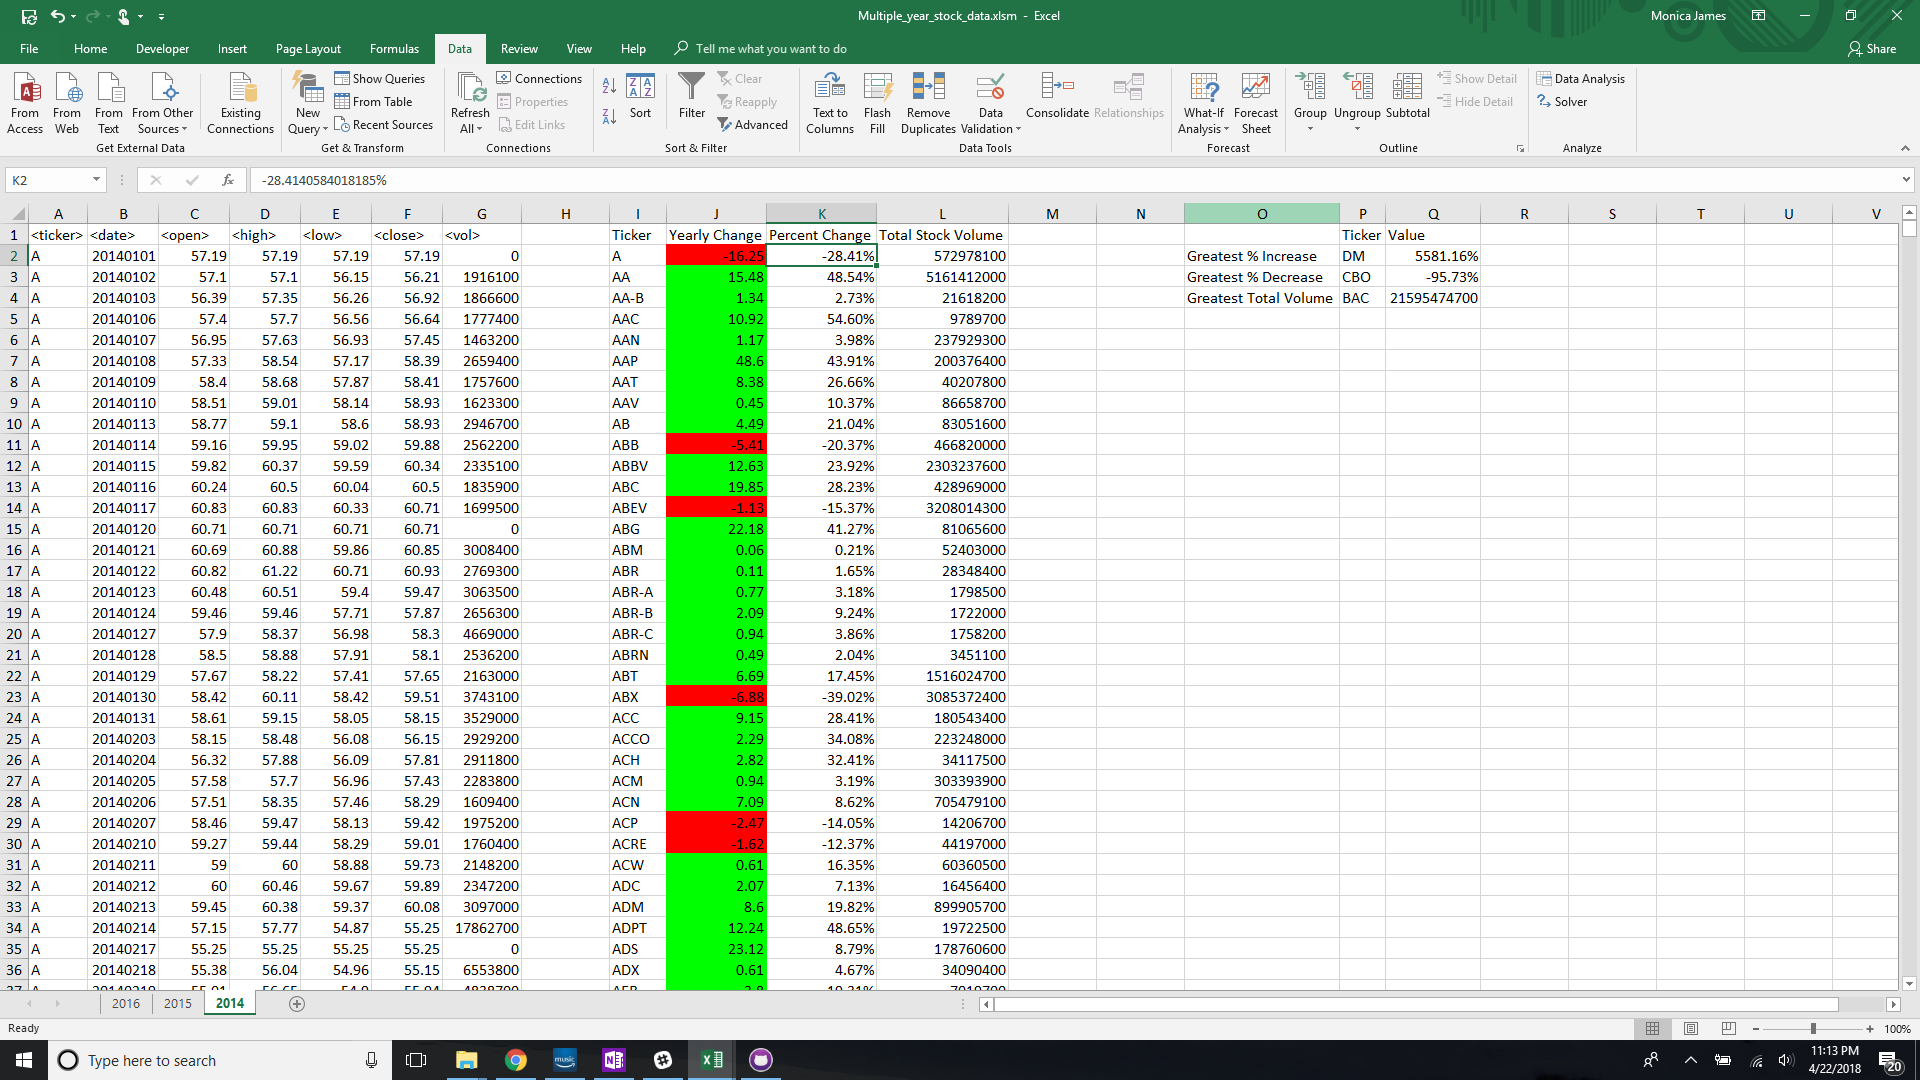 Multiple_year_stock_data.xlsm - Excel
Monica James
File Home Developer Insert Page Layout Formulas Data Review View Help Tell me what you want to do Share
From Access From Web From Text From Other Sources Existing Connections Get External Data
New Query Show Queries From Table Recent Sources Get & Transform
Refresh All Connections Properties Edit Links Connections
Sort Filter Clear Reapply Advanced Sort & Filter
Text to Columns Flash Fill Remove Duplicates Data Validation Consolidate Relationships Data Tools
What-If Analysis Forecast Sheet Forecast
Group Ungroup Subtotal Show Detail Hide Detail Outline
Data Analysis Solver Analyze
K2 fx -28.4140584018185%
A B C D E F G H I J K L M N O P Q R S T U V
1 <ticker> <date> <open> <high> <low> <close> <vol> Ticker Yearly Change Percent Change Total Stock Volume Ticker Value
2 A 20140101 57.19 57.19 57.19 57.19 0 A -16.25 -28.41% 572978100 Greatest % Increase DM 5581.16%
3 A 20140102 57.1 57.1 56.15 56.21 1916100 AA 15.48 48.54% 5161412000 Greatest % Decrease CBO -95.73%
4 A 20140103 56.39 57.35 56.26 56.92 1866600 AA-B 1.34 2.73% 21618200 Greatest Total Volume BAC 21595474700
5 A 20140106 57.4 57.7 56.56 56.64 1777400 AAC 10.92 54.60% 9789700
6 A 20140107 56.95 57.63 56.93 57.45 1463200 AAN 1.17 3.98% 237929300
7 A 20140108 57.33 58.54 57.17 58.39 2659400 AAP 48.6 43.91% 200376400
8 A 20140109 58.4 58.68 57.87 58.41 1757600 AAT 8.38 26.66% 40207800
9 A 20140110 58.51 59.01 58.14 58.93 1623300 AAV 0.45 10.37% 86658700
10 A 20140113 58.77 59.1 58.6 58.93 2946700 AB 4.49 21.04% 83051600
11 A 20140114 59.16 59.95 59.02 59.88 2562200 ABB -5.41 -20.37% 466820000
12 A 20140115 59.82 60.37 59.59 60.34 2335100 ABBV 12.63 23.92% 2303237600
13 A 20140116 60.24 60.5 60.04 60.5 1835900 ABC 19.85 28.23% 428969000
14 A 20140117 60.83 60.83 60.33 60.71 1699500 ABEV -1.13 -15.37% 3208014300
15 A 20140120 60.71 60.71 60.71 60.71 0 ABG 22.18 41.27% 81065600
16 A 20140121 60.69 60.88 59.86 60.85 3008400 ABM 0.06 0.21% 52403000
17 A 20140122 60.82 61.22 60.71 60.93 2769300 ABR 0.11 1.65% 28348400
18 A 20140123 60.48 60.51 59.4 59.47 3063500 ABR-A 0.77 3.18% 1798500
19 A 20140124 59.46 59.46 57.71 57.87 2656300 ABR-B 2.09 9.24% 1722000
20 A 20140127 57.9 58.37 56.98 58.3 4669000 ABR-C 0.94 3.86% 1758200
21 A 20140128 58.5 58.88 57.91 58.1 2536200 ABRN 0.49 2.04% 3451100
22 A 20140129 57.67 58.22 57.41 57.65 2163000 ABT 6.69 17.45% 1516024700
23 A 20140130 58.42 60.11 58.42 59.51 3743100 ABX -6.88 -39.02% 3085372400
24 A 20140131 58.61 59.15 58.05 58.15 3529000 ACC 9.15 28.41% 180543400
25 A 20140203 58.15 58.48 56.08 56.15 2929200 ACCO 2.29 34.08% 223248000
26 A 20140204 56.32 57.88 56.09 57.81 2911800 ACH 2.82 32.41% 34117500
27 A 20140205 57.58 57.7 56.96 57.43 2283800 ACM 0.94 3.19% 303393900
28 A 20140206 57.51 58.35 57.46 58.29 1609400 ACN 7.09 8.62% 705479100
29 A 20140207 58.46 59.47 58.13 59.42 1975200 ACP -2.47 -14.05% 14206700
30 A 20140210 59.27 59.44 58.29 59.01 1760400 ACRE -1.62 -12.37% 44197000
31 A 20140211 59 60 58.88 59.73 2148200 ACW 0.61 16.35% 60360500
32 A 20140212 60 60.46 59.67 59.89 2347200 ADC 2.07 7.13% 16456400
33 A 20140213 59.45 60.38 59.37 60.08 3097000 ADM 8.6 19.82% 899905700
34 A 20140214 57.15 57.77 54.87 55.25 17862700 ADPT 12.24 48.65% 19722500
35 A 20140217 55.25 55.25 55.25 55.25 0 ADS 23.12 8.79% 178760600
36 A 20140218 55.38 56.04 54.96 55.15 6553800 ADX 0.61 4.67% 34090400
2016 2015 2014
Ready 100%
Type here to search
music
11:13 PM
4/22/2018
20